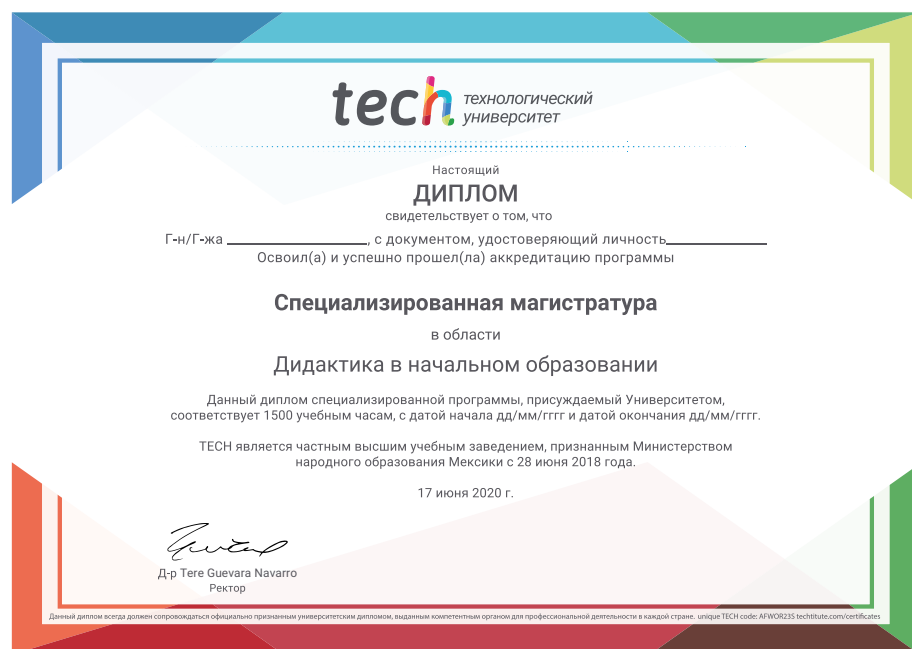 tech технологический
университет
Настоящий
ДИПЛОМ
свидетельствует о том, что
Г-н/Г-жа ______________, с документом, удостоверяющий личность__________
Освоил(а) и успешно прошел(ла) аккредитацию программы
Специализированная магистратура
в области
Дидактика в начальном образовании
Данный диплом специализированной программы, присуждаемый Университетом,
соответствует 1500 учебным часам, с датой начала дд/мм/гггг и датой окончания дд/мм/гггг.
TECH является частным высшим учебным заведением, признанным Министерством
народного образования Мексики с 28 июня 2018 года.
17 июня 2020 г.
Д-р Tere Guevara Navarro
Ректор
Данный диплом всегда должен сопровождаться официально признанным университетским дипломом, выданным компетентным органом для профессиональной деятельности в каждой стране. unique TECH code: AFWOR23S techtitute.com/certificates